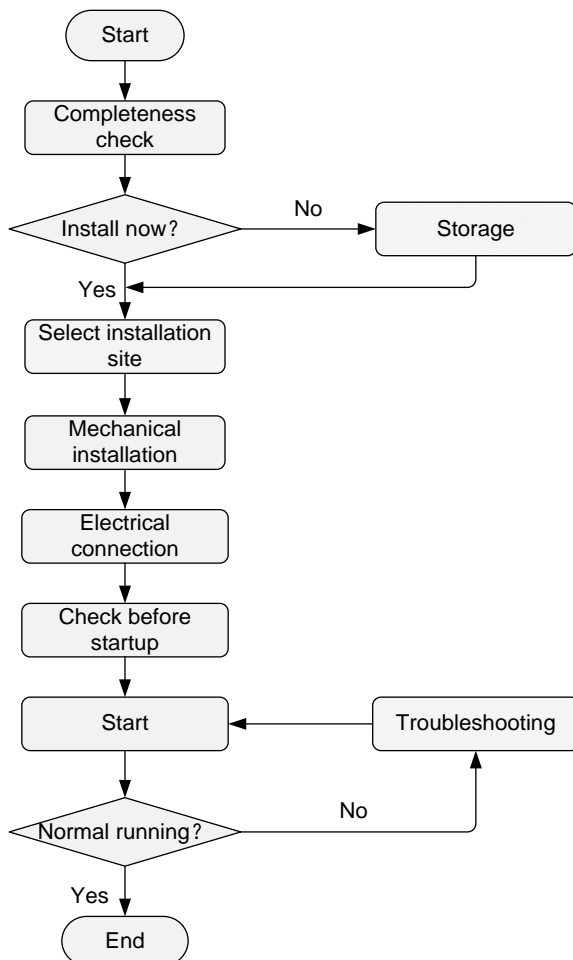 Start
Completeness
check
Install now?
No
Storage
Yes
Select installation
site
Mechanical
installation
Electrical
connection
Check before
startup
Start
Troubleshooting
Normal running?
No
Yes
End